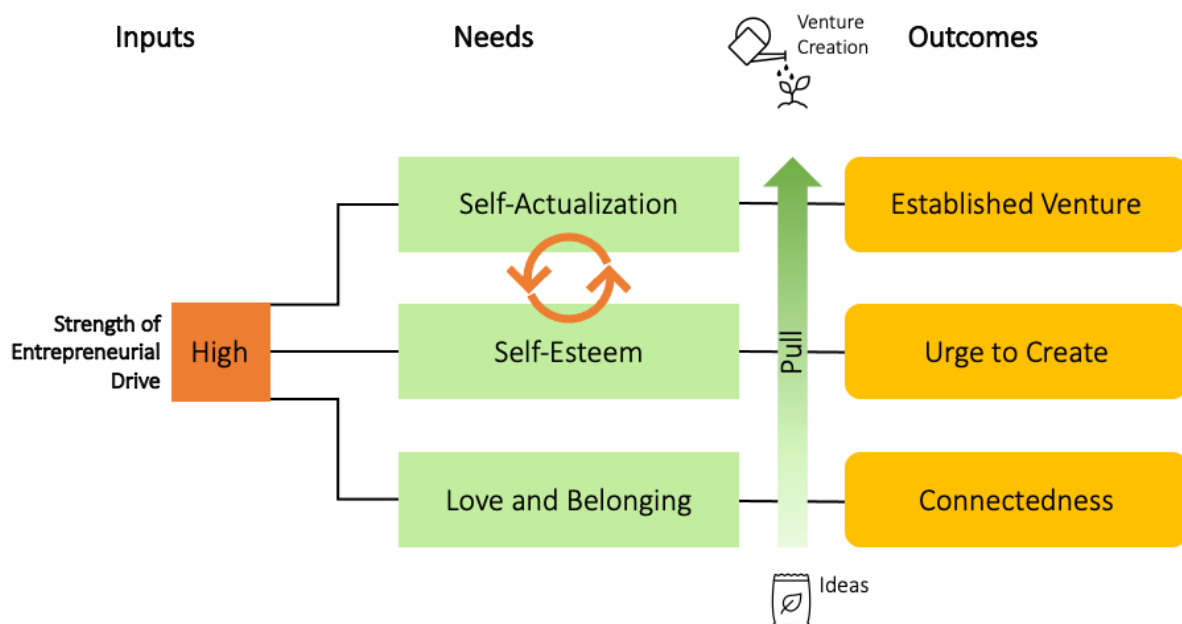 Inputs
Needs
Venture
Creation
Outcomes
Self-Actualization
Established Venture
Strength of
Entrepreneurial
Drive
High
Self-Esteem
Pull
Urge to Create
Love and Belonging
Connectedness
Ideas